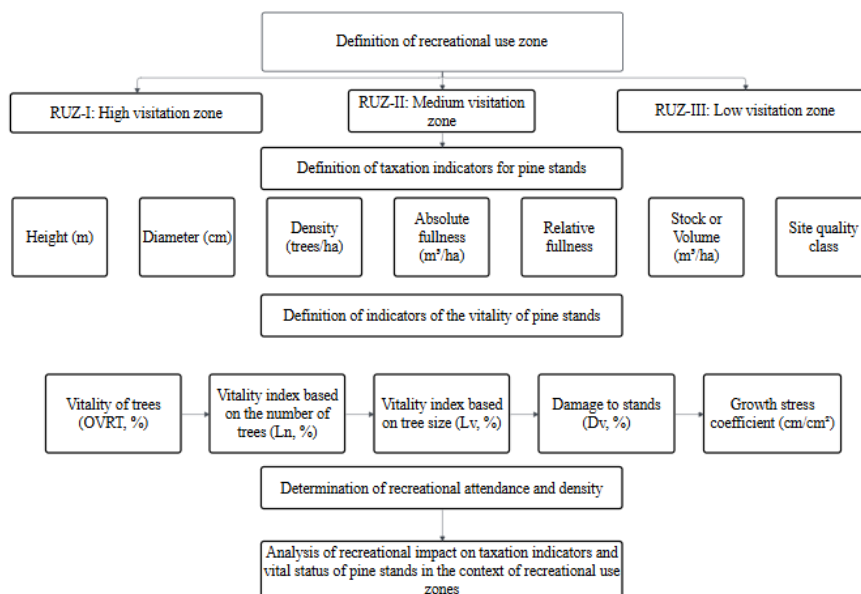 Definition of recreational use zone
RUZ-I: High visitation zone
RUZ-II: Medium visitation
zone
RUZ-III: Low visitation zone
Definition of taxation indicators for pine stands
Height (m)
Diameter (cm)
Density
(trees/ha)
Absolute
fullness
(m²/ha)
Relative
fullness
Stock or
Volume
(m³/ha)
Site quality
class
Definition of indicators of the vitality of pine stands
Vitality of trees
(OVRT, %)
Vitality index based
on the number of
trees (Ln, %)
Vitality index based
on tree size (Lv, %)
Damage to stands
(Dv, %)
Growth stress
coefficient (cm/cm²)
Determination of recreational attendance and density
Analysis of recreational impact on taxation indicators and
vital status of pine stands in the context of recreational use
zones